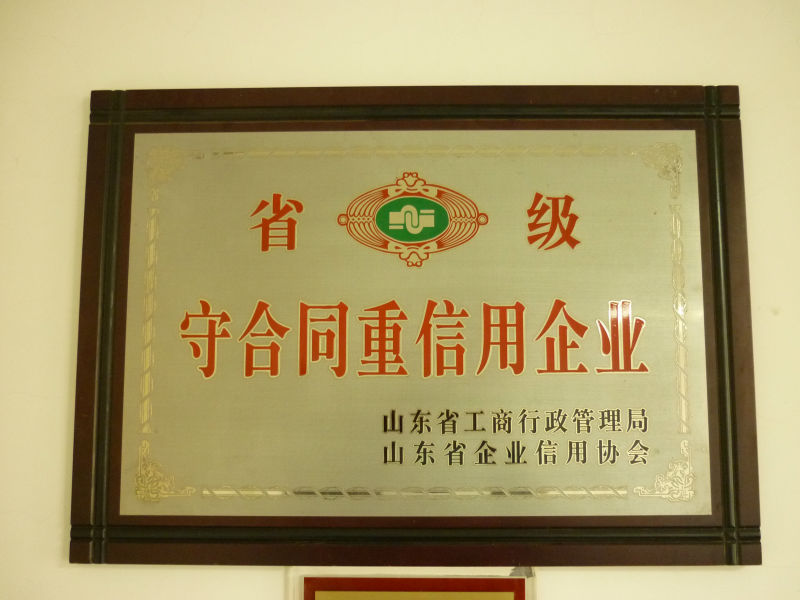 省 级
守合同重信用企业
山东省工商行政管理局
山东省企业信用协会